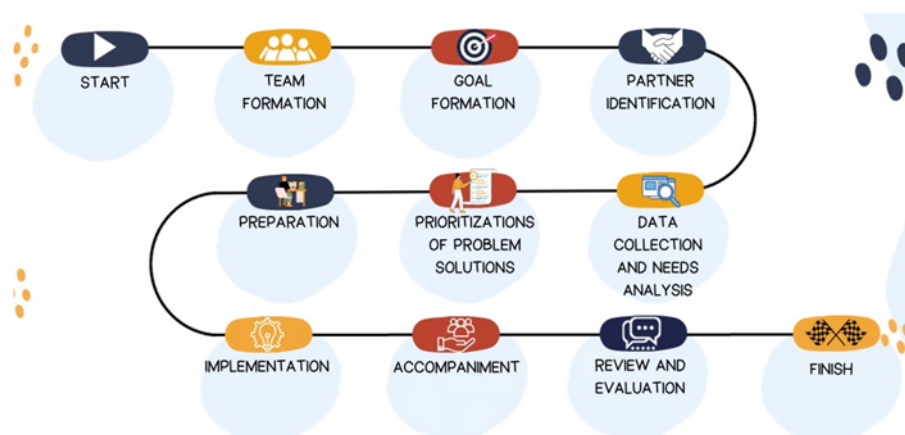 START
TEAM
FORMATION
GOAL
FORMATION
PARTNER
IDENTIFICATION
DATA
COLLECTION
AND NEEDS
ANALYSIS
PRIORITIZATIONS
OF PROBLEM
SOLUTIONS
PREPARATION
IMPLEMENTATION
ACCOMPANIMENT
REVIEW AND
EVALUATION
FINISH